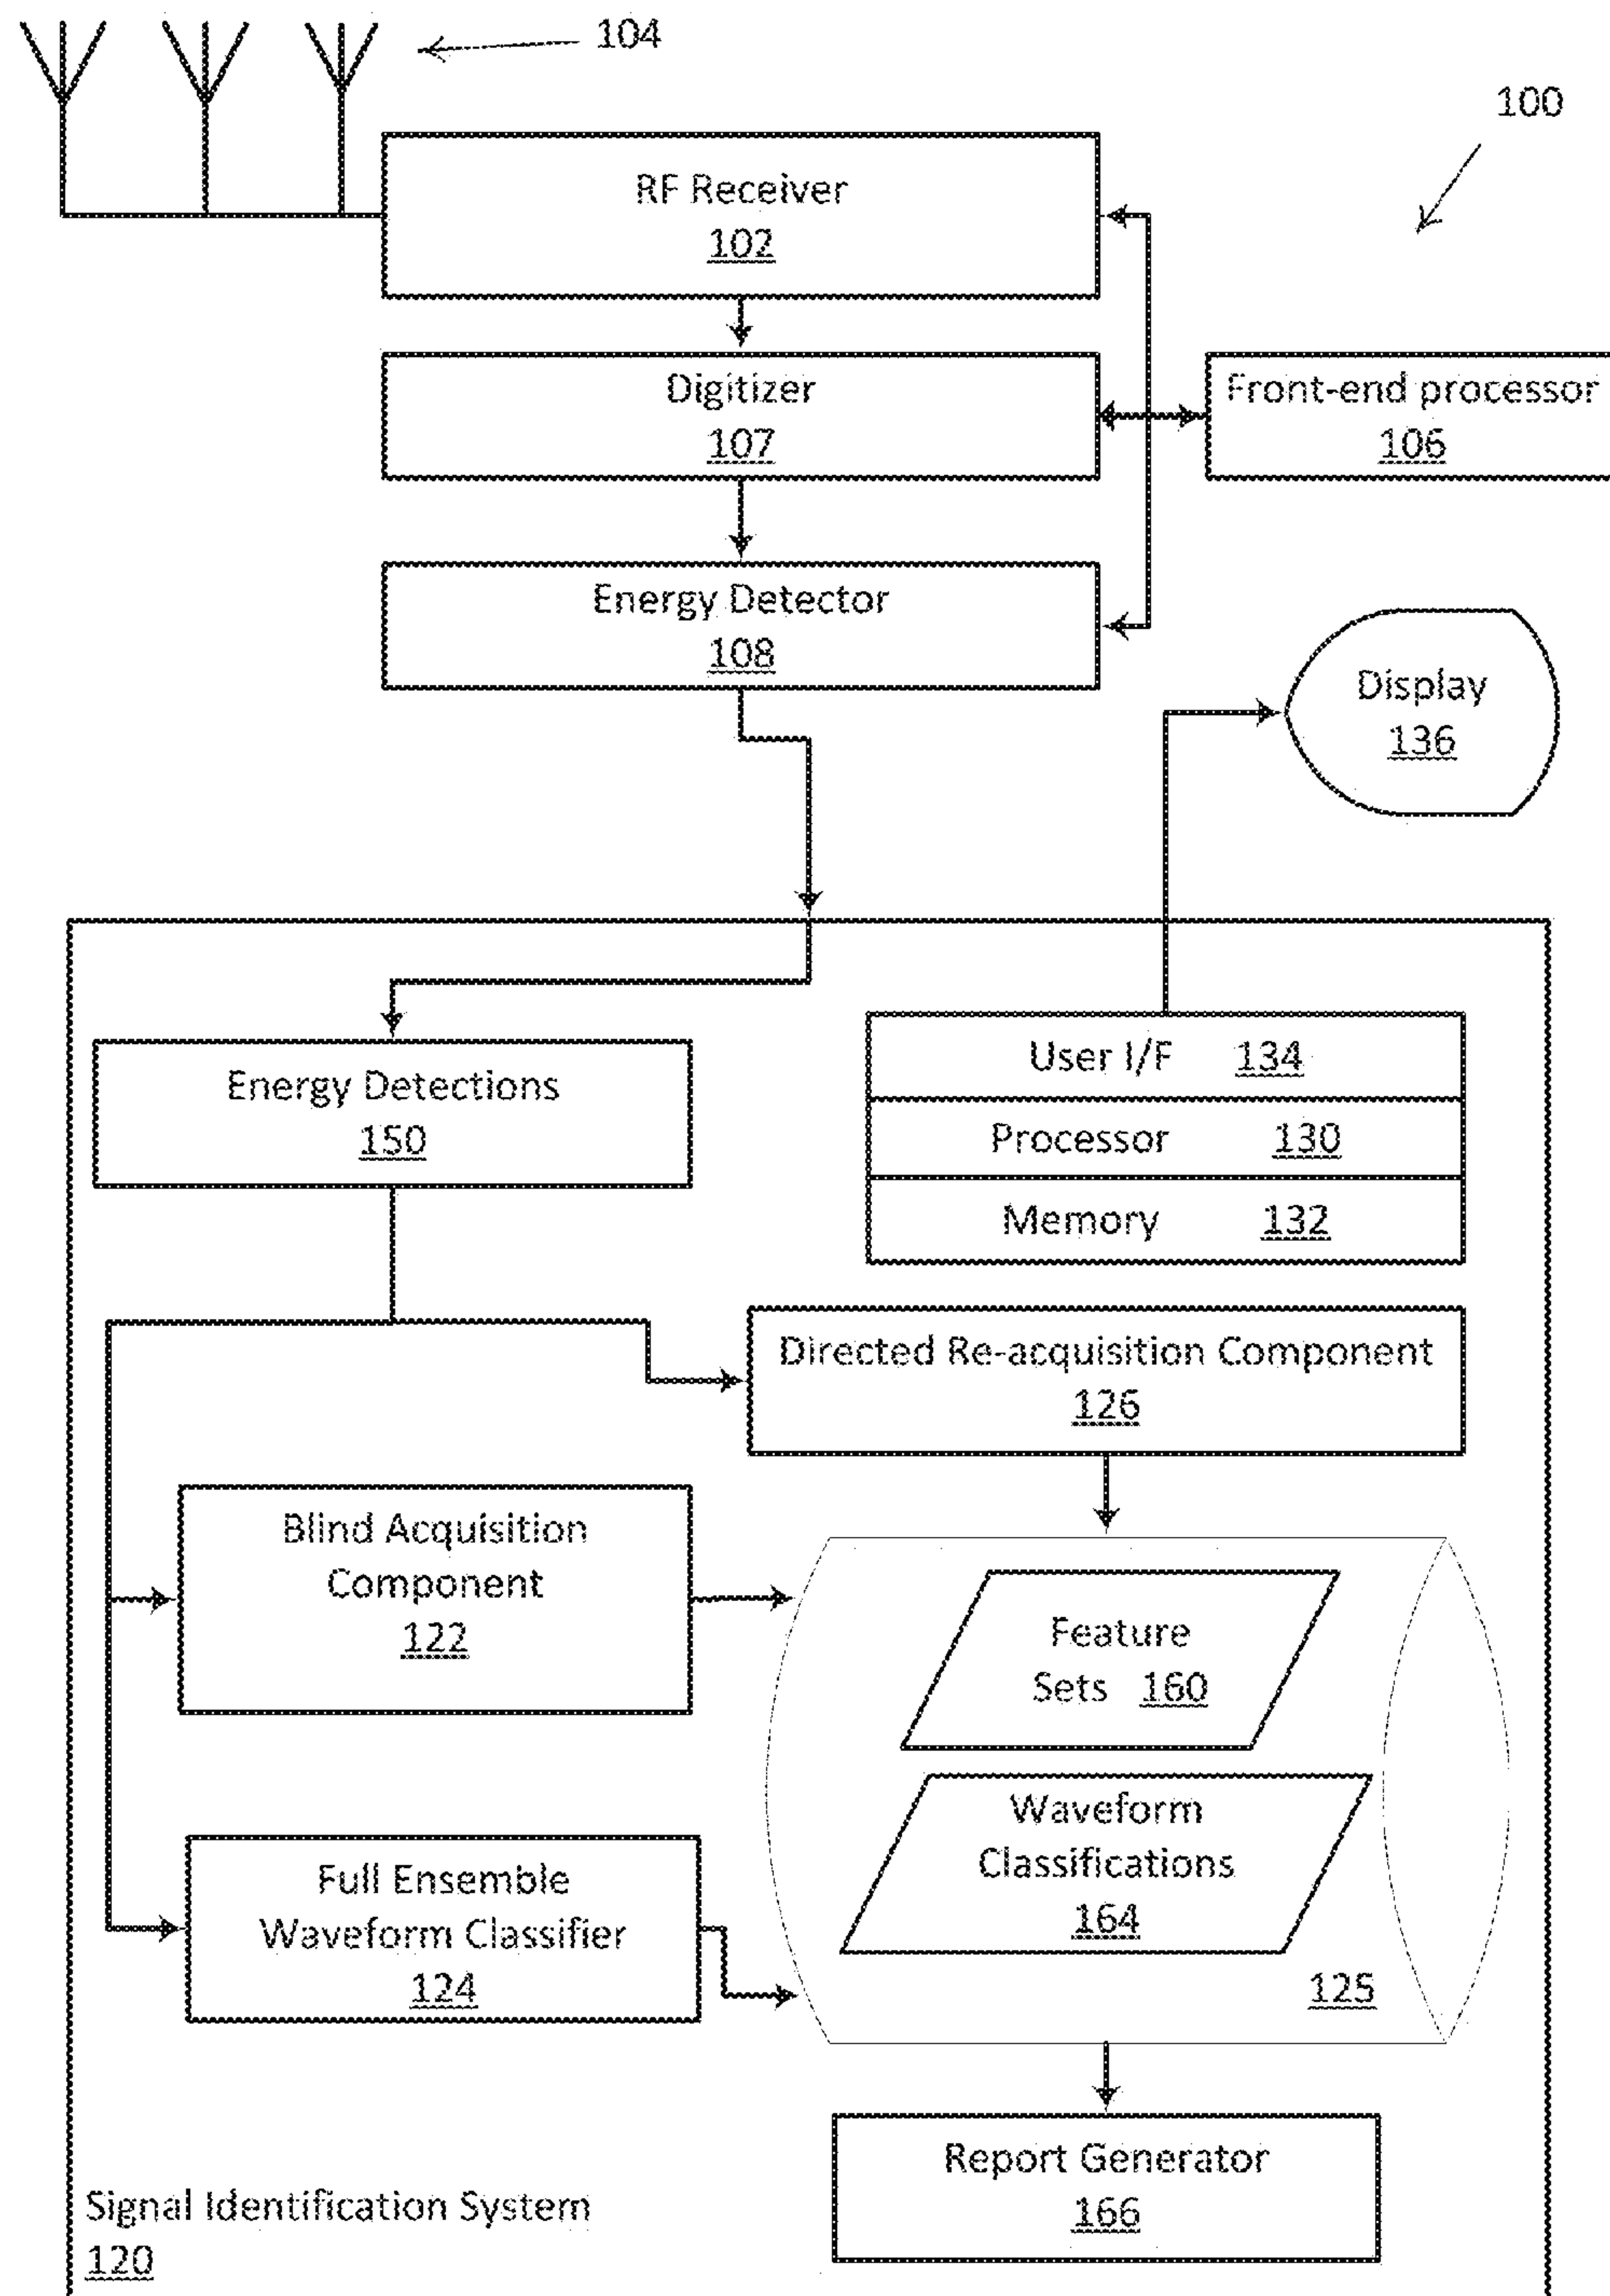 104
100
RF Receiver
102
Digitizer
107
Front-end processor
106
Energy Detector
108
Display
136
Energy Detections
150
User I/F 134
Processor 130
Memory 132
Directed Re-acquisition Component
126
Blind Acquisition
Component
122
Feature
Sets 160
Waveform
Classifications
164
Full Ensemble
Waveform Classifier
124
125
Report Generator
166
Signal Identification System
120